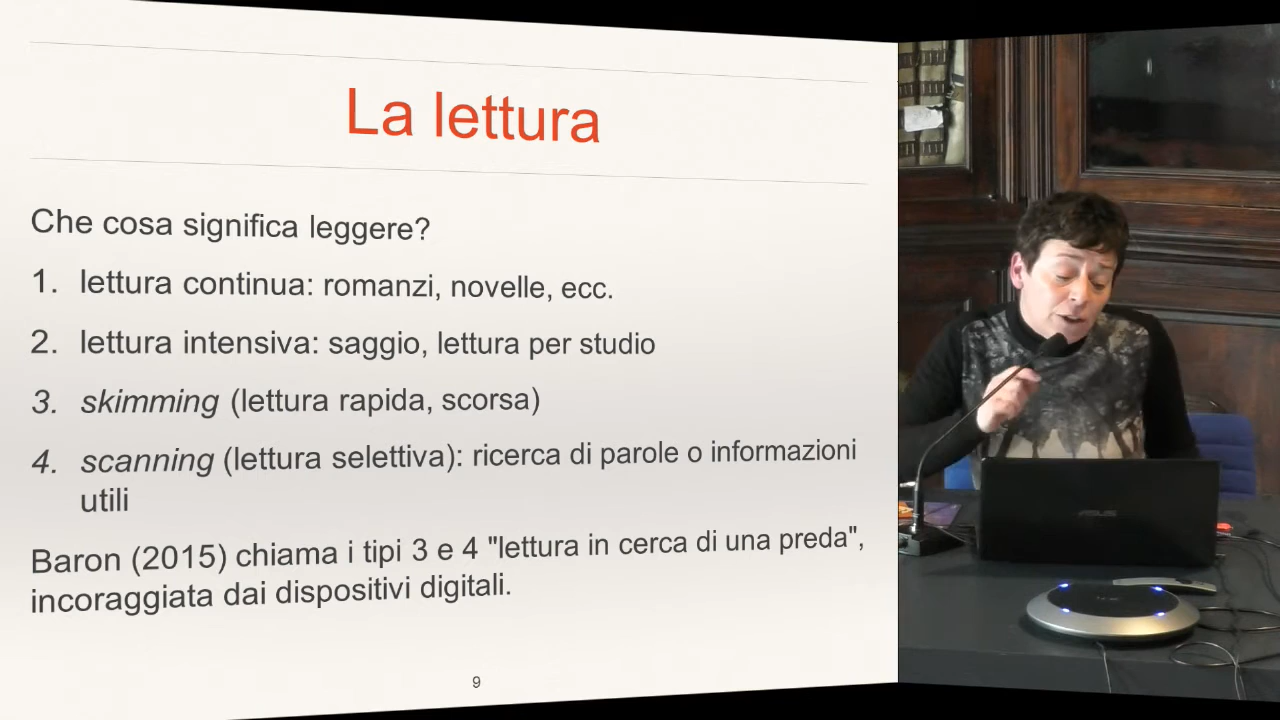 La lettura
Che cosa significa leggere?
1. lettura continua: romanzi, novelle, ecc.
2. lettura intensiva: saggio, lettura per studio
3. skimming (lettura rapida, scorsa)
4. scanning (lettura selettiva): ricerca di parole o informazioni
utili
Baron (2015) chiama i tipi 3 e 4 "lettura in cerca di una preda",
incoraggiata dai dispositivi digitali.
9
ASUS